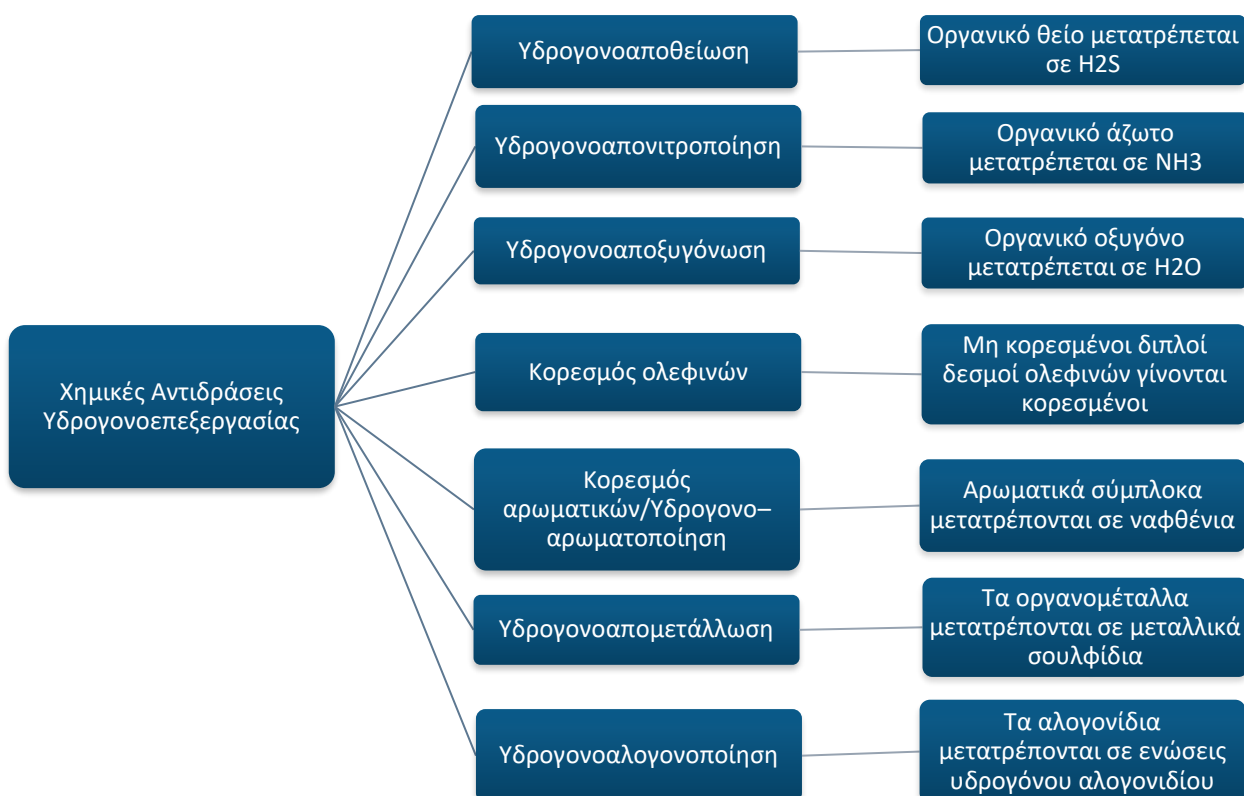 Χημικές Αντιδράσεις
Υδρογονοεπεξεργασίας
Υδρογονοαποθείωση
Οργανικό θείο μετατρέπεται
σε H2S
Υδρογονοαπονιτροποίηση
Οργανικό άζωτο
μετατρέπεται σε NH3
Υδρογονοαποξυγόνωση
Οργανικό οξυγόνο
μετατρέπεται σε H2O
Κορεσμός ολεφινών
Μη κορεσμένοι διπλοί
δεσμοί ολεφινών γίνονται
κορεσμένοι
Κορεσμός
αρωματικών/Υδρογονο–
αρωματοποίηση
Αρωματικά σύμπλοκα
μετατρέπονται σε ναφθένια
Υδρογονοαπομετάλλωση
Τα οργανομέταλλα
μετατρέπονται σε μεταλλικά
σουλφίδια
Υδρογονοαλογονοποίηση
Τα αλογονίδια
μετατρέπονται σε ενώσεις
υδρογόνου αλογονιδίου